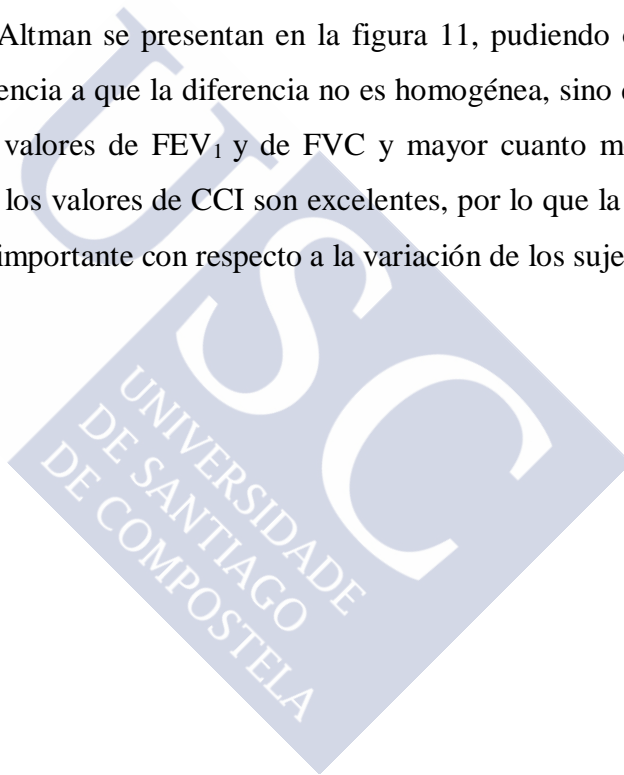 Altman se presentan en la figura 11, pudiendo
encia a que la diferencia no es homogénea, sino
valores de FEV₁ y de FVC y mayor cuanto
los valores de CCI son excelentes, por lo que la
importante con respecto a la variación de los suje
USC
UNIVERSIDADE
DE SANTIAGO
DE COMPOSTELA